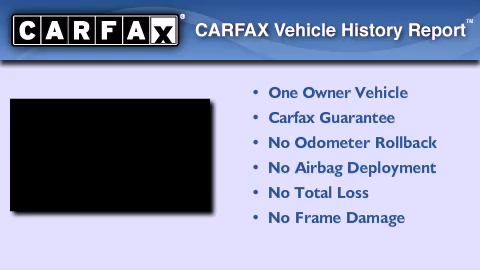 CARFAX® CARFAX Vehicle History Report™
• One Owner Vehicle
• Carfax Guarantee
• No Odometer Rollback
• No Airbag Deployment
• No Total Loss
• No Frame Damage